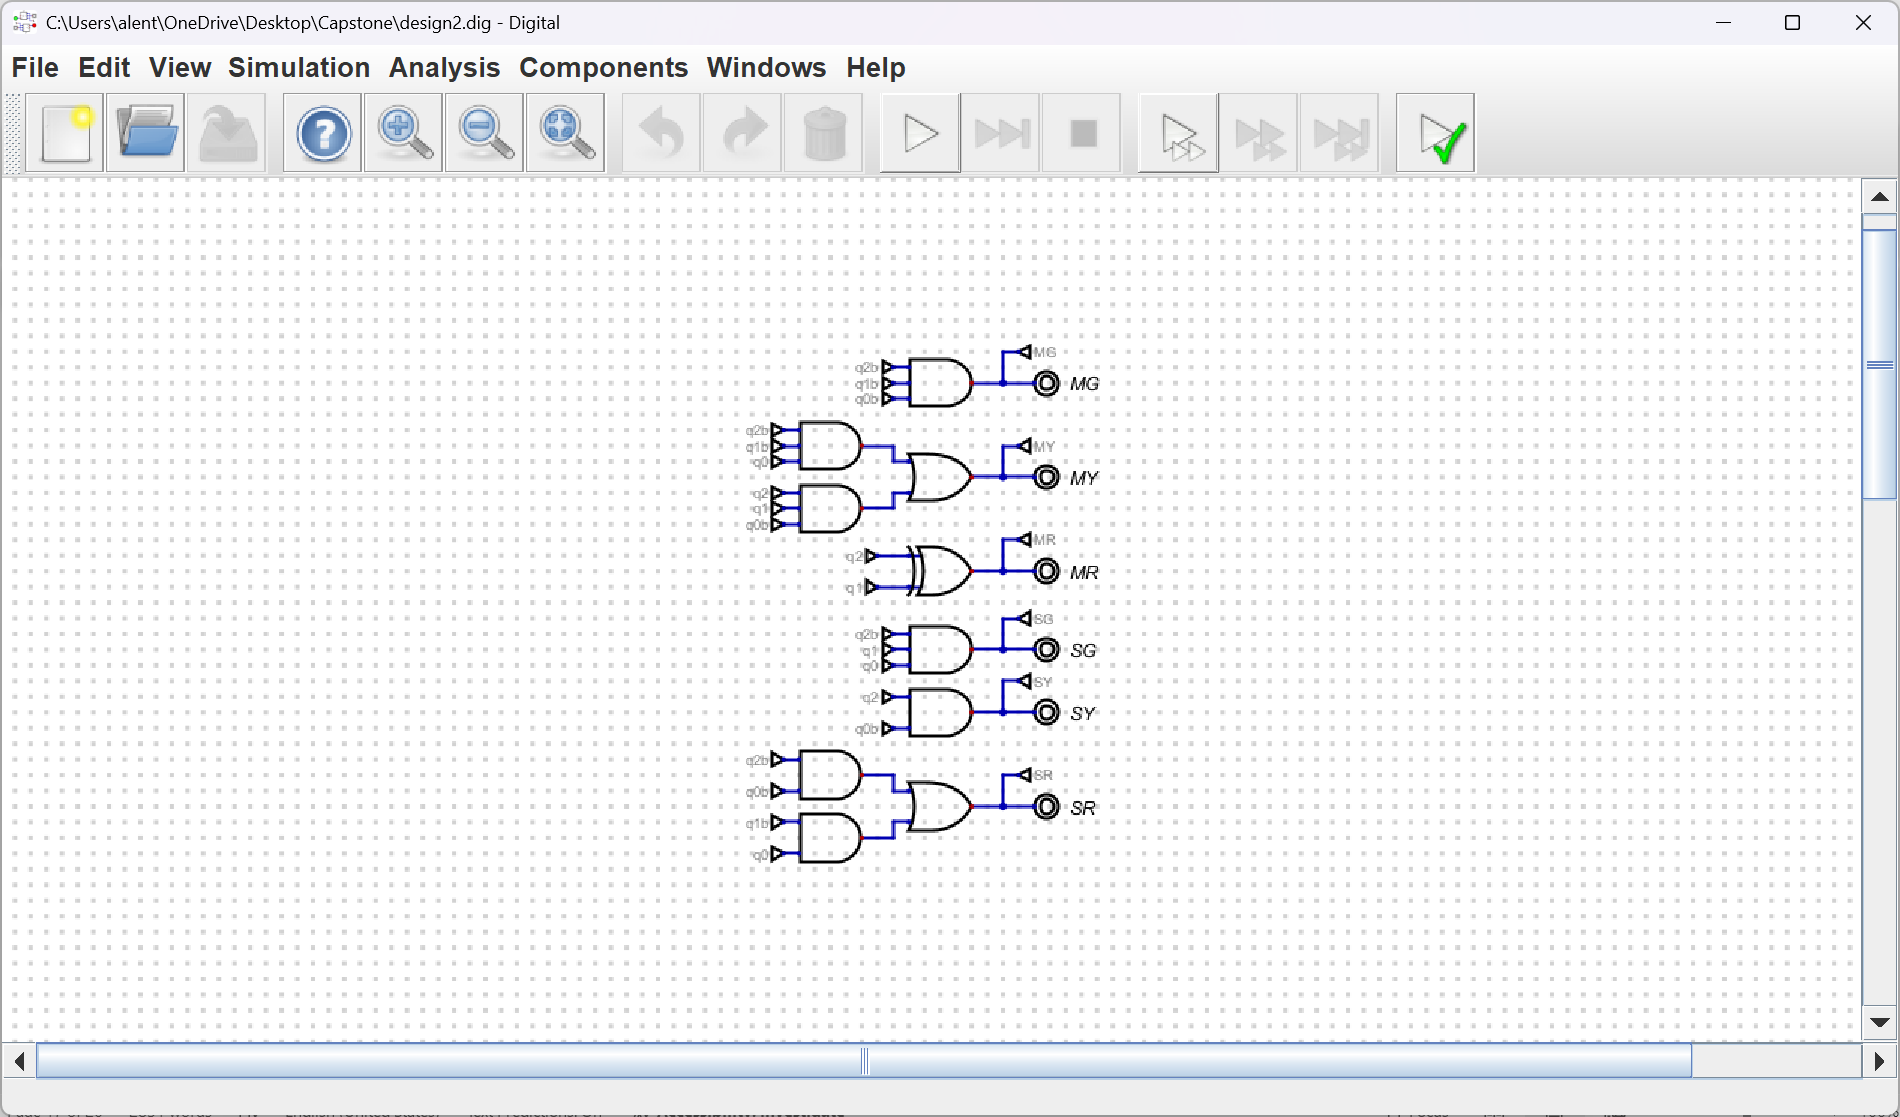 C:\Users\alent\OneDrive\Desktop\Capstone\design2.dig - Digital
File Edit View Simulation Analysis Components Windows Help
MG
q2b
q1b
q0b
MG
q2b
q1b
q0
MY
MY
q2
q1
q0b
MR
q2
MR
q1
SG
q2b
q1
q0
SG
SY
q2
SY
q0b
q2b
SR
q0b
SR
q1b
q0